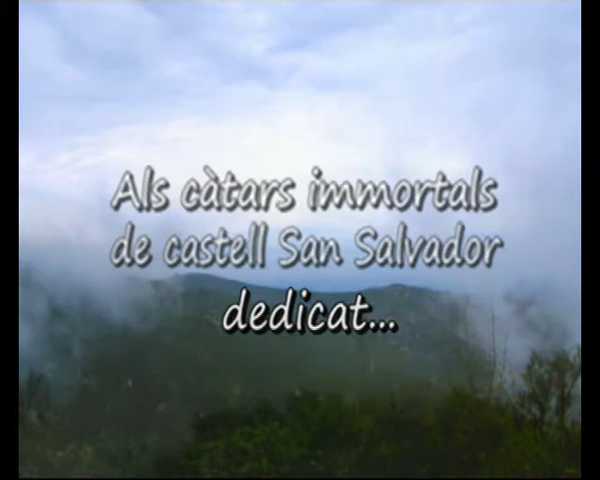 Als càtars immortals
de castell San Salvador
dedicat...